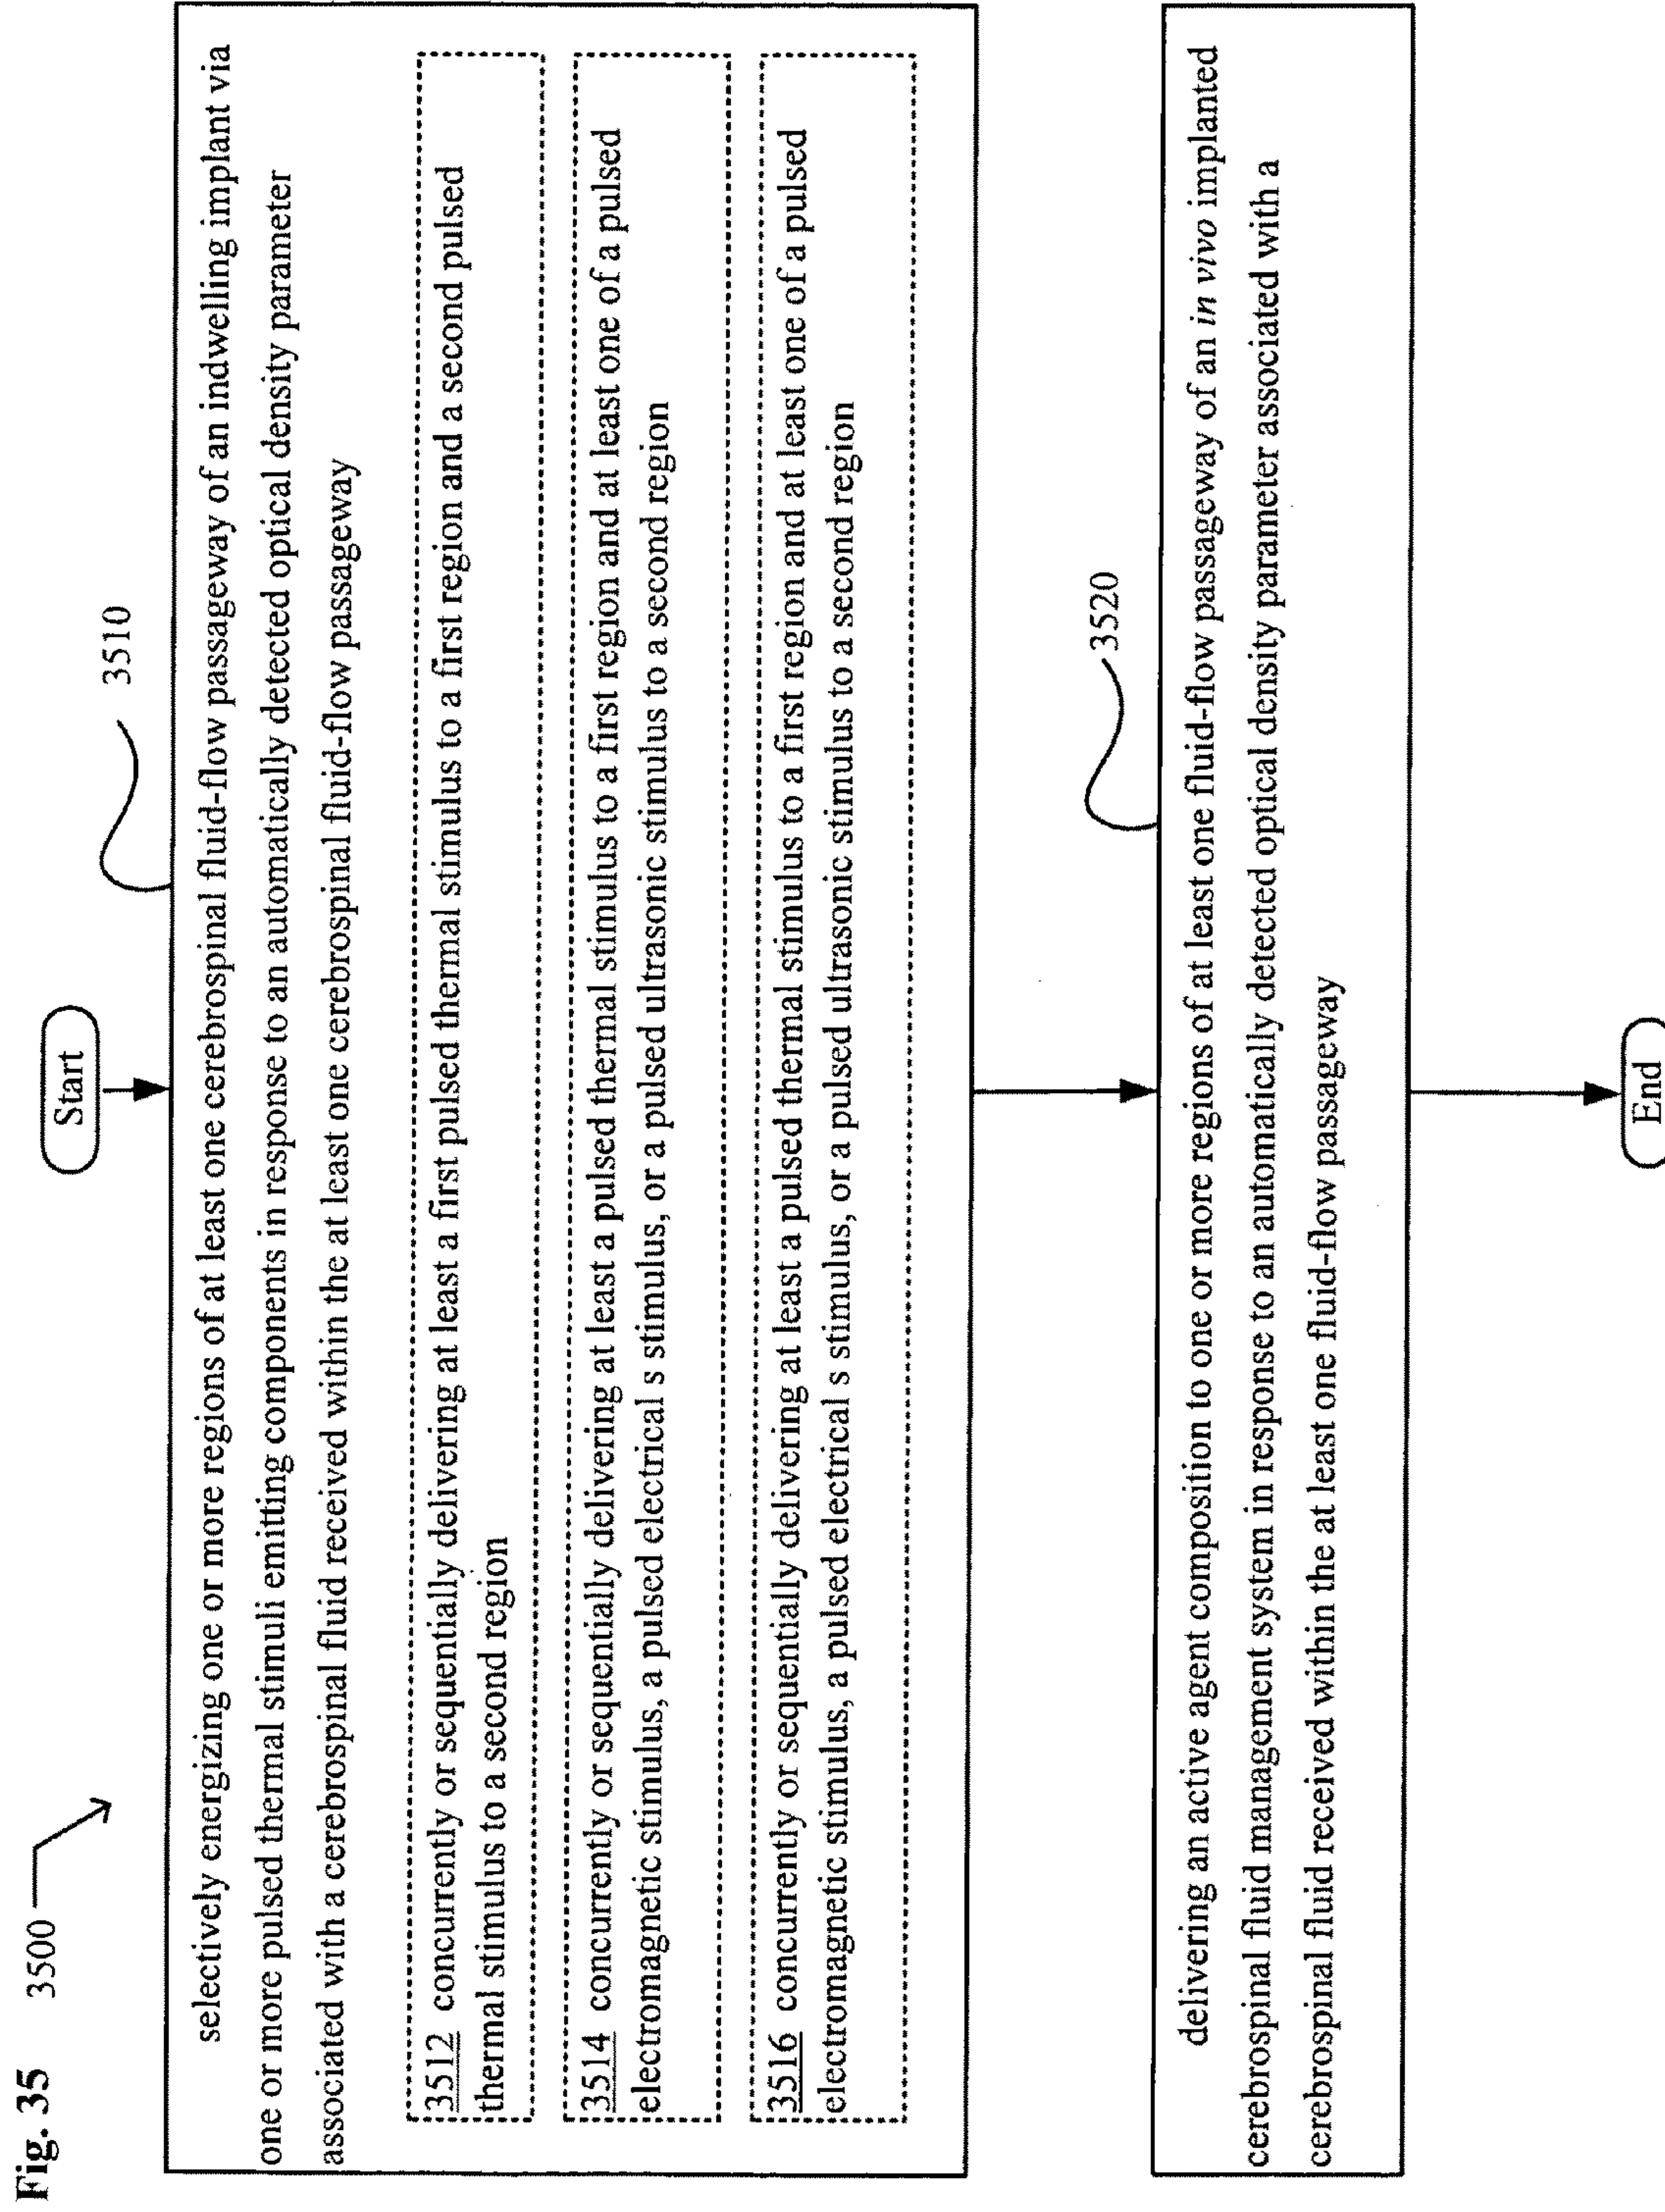 Fig. 35
3500
Start
3510
selectively energizing one or more regions of at least one cerebrospinal fluid-flow passageway of an indwelling implant via
one or more pulsed thermal stimuli emitting components in response to an automatically detected optical density parameter
associated with a cerebrospinal fluid received within the at least one cerebrospinal fluid-flow passageway
3512 concurrently or sequentially delivering at least a first pulsed thermal stimulus to a first region and a second pulsed
thermal stimulus to a second region
3514 concurrently or sequentially delivering at least a pulsed thermal stimulus to a first region and at least one of a pulsed
electromagnetic stimulus, a pulsed electrical s stimulus, or a pulsed ultrasonic stimulus to a second region
3516 concurrently or sequentially delivering at least a pulsed thermal stimulus to a first region and at least one of a pulsed
electromagnetic stimulus, a pulsed electrical s stimulus, or a pulsed ultrasonic stimulus to a second region
3520
delivering an active agent composition to one or more regions of at least one fluid-flow passageway of an in vivo implanted
cerebrospinal fluid management system in response to an automatically detected optical density parameter associated with a
cerebrospinal fluid received within the at least one fluid-flow passageway
End